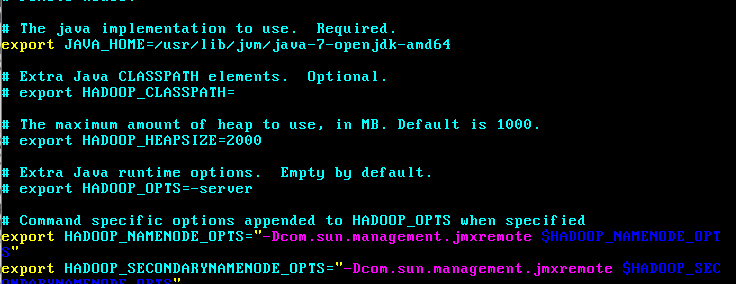 # The java implementation to use.  Required.
export JAVA_HOME=/usr/lib/jvm/java-7-openjdk-amd64
# Extra Java CLASSPATH elements.  Optional.
# export HADOOP_CLASSPATH=
# The maximum amount of heap to use, in MB. Default is 1000.
# export HADOOP_HEAPSIZE=2000
# Extra Java runtime options.  Empty by default.
# export HADOOP_OPTS=-server
# Command specific options appended to HADOOP_OPTS when specified
export HADOOP_NAMENODE_OPTS="-Dcom.sun.management.jmxremote $HADOOP_NAMENODE_OPT
S"
export HADOOP_SECONDARYNAMENODE_OPTS="-Dcom.sun.management.jmxremote $HADOOP_SEC
ONDARYNAMENODE_OPTS"